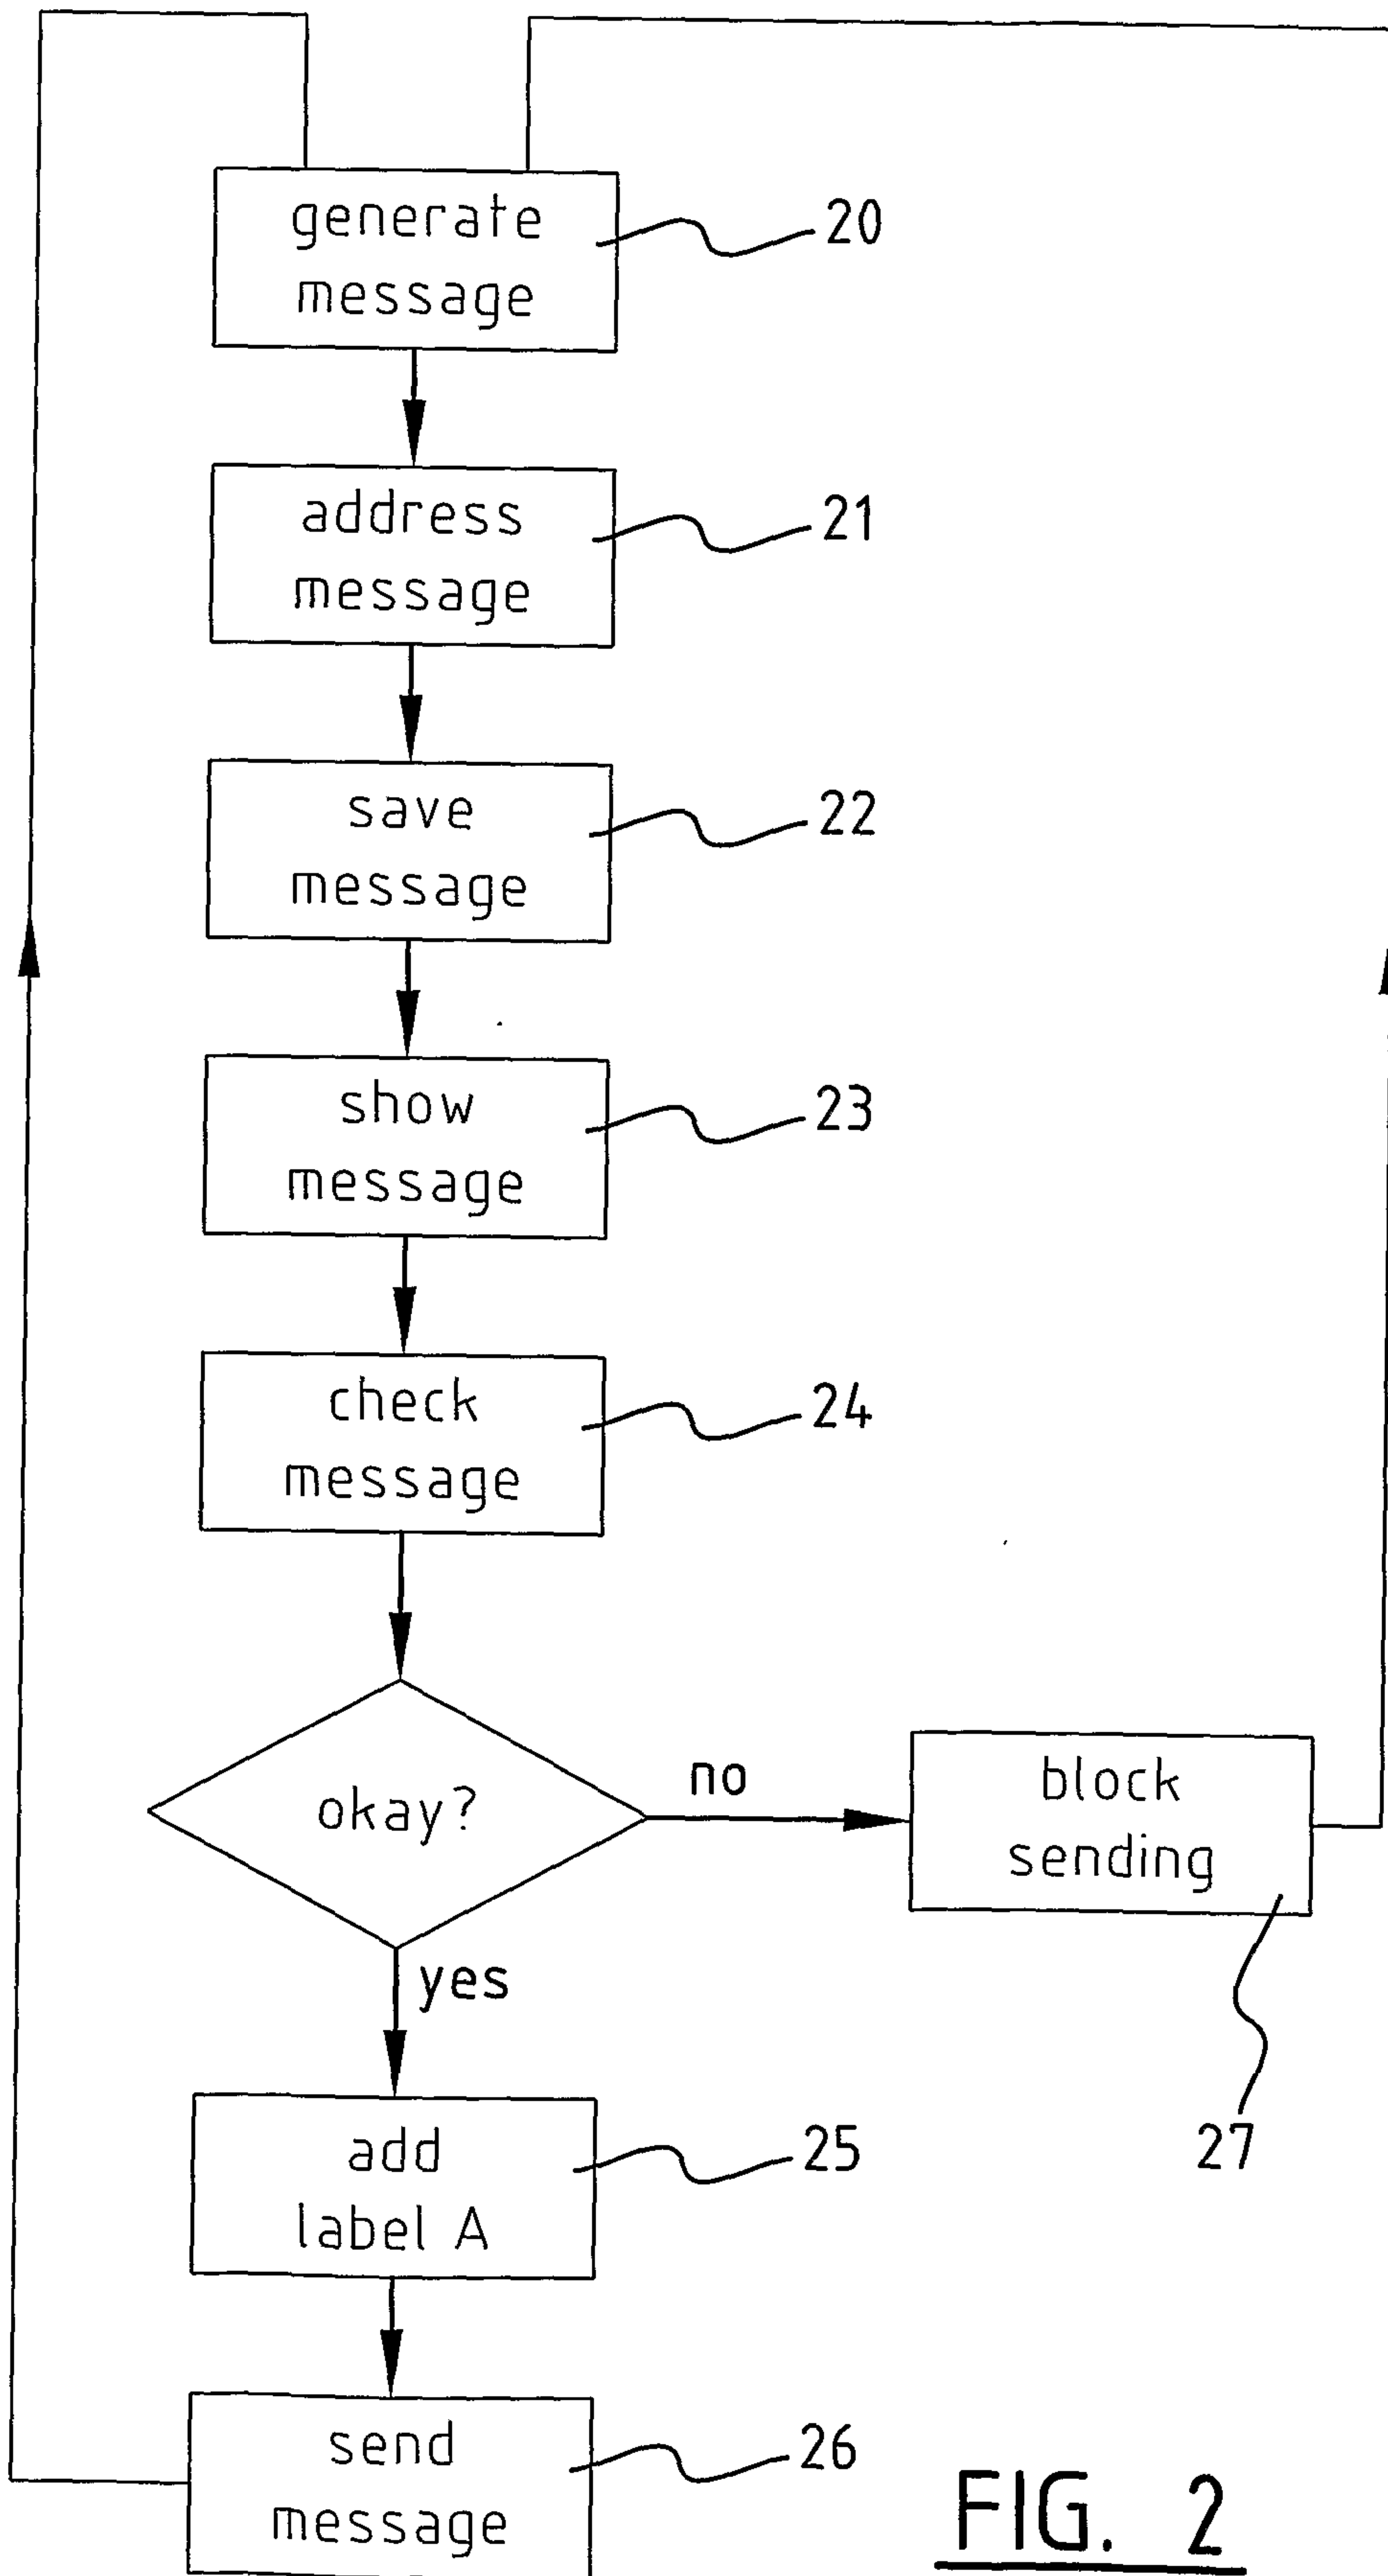 generate
message
20
address
message
21
save
message
22
show
message
23
check
message
24
okay?
no
block
sending
27
yes
add
label A
25
send
message
26
FIG. 2